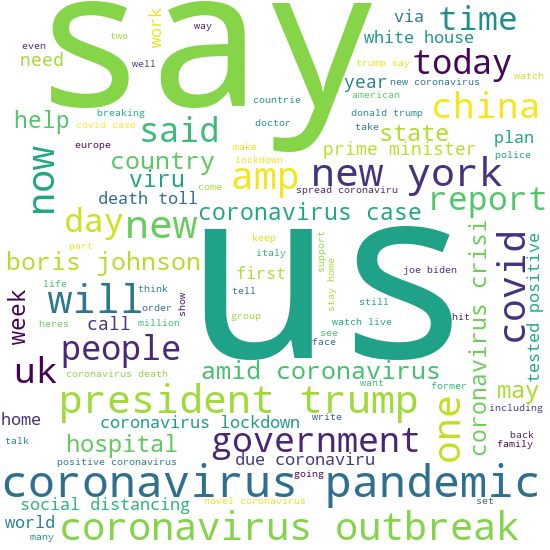 say
via
time
even
two
way
work
white house
need
well
trump say
today
year
new coronavirus
watch
countrie
american
breaking
donald trump
help
covid case
doctor
take
china
said
state
plan
now
europe
make
prime minister
police
country
lockdown
amp
new york
viru
come
spread coronaviru
report
death toll
day
new
coronavirus case
us
part
keep
support
boris johnson
italy
first
stay home
joe biden
covid
coronavirus crisi
tested positive
life
think
tell
still
will
order
show
heres
million
group
watch live
hit
week
call
see
face
people
uk
coronavirus death
amid coronavirus
want
former
may
including
president trump
one
home
coronavirus lockdown
write
back
talk
hospital
government
family
positive coronavirus
due coronaviru
going
coronavirus pandemic
social distancing
novel coronavirus
set
world
many
coronavirus outbreak